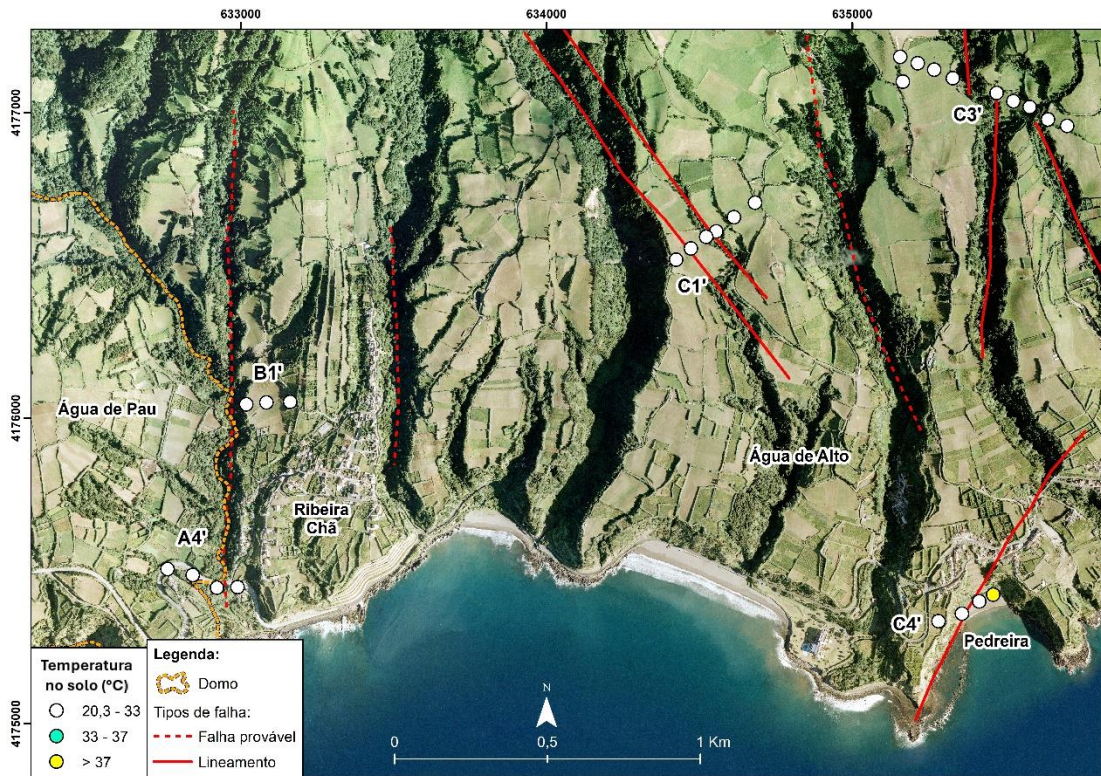 633000
634000
635000
4177000
C3'
C1'
B1'
Água de Pau
4176000
Água de Alto
Ribeira
Chã
A4'
C4'
Pedreira
Temperatura
no solo (ºC)
20,3 - 33
33 - 37
> 37
Legenda:
Domo
Tipos de falha:
Falha provável
Lineamento
4175000
N
0
0,5
1 Km